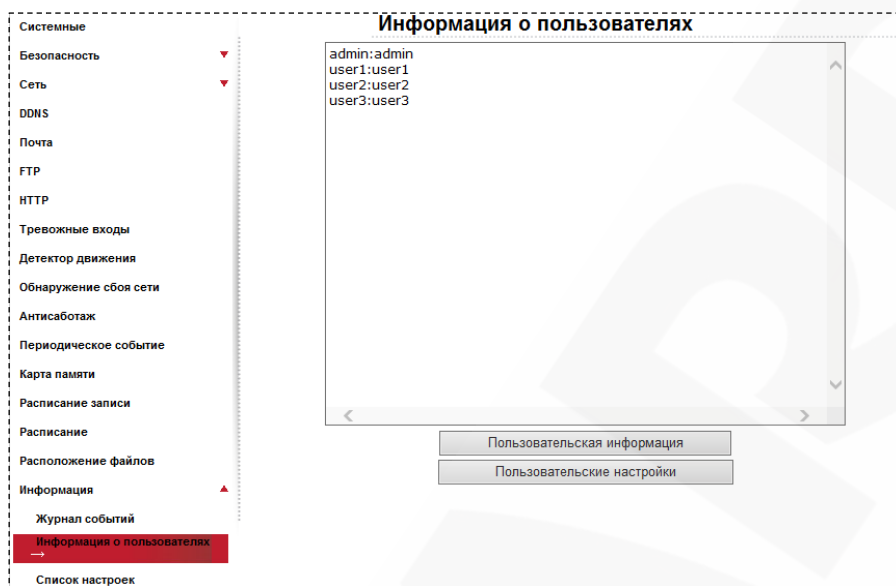 Информация о пользователях
Системные
Безопасность
Сеть
DDNS
Почта
FTP
HTTP
Тревожные входы
Детектор движения
Обнаружение сбоя сети
Антисаботаж
Периодическое событие
Карта памяти
Расписание записи
Расписание
Расположение файлов
Информация
Журнал событий
Информация о пользователях
→
Список настроек
admin:admin
user1:user1
user2:user2
user3:user3
Пользовательская информация
Пользовательские настройки